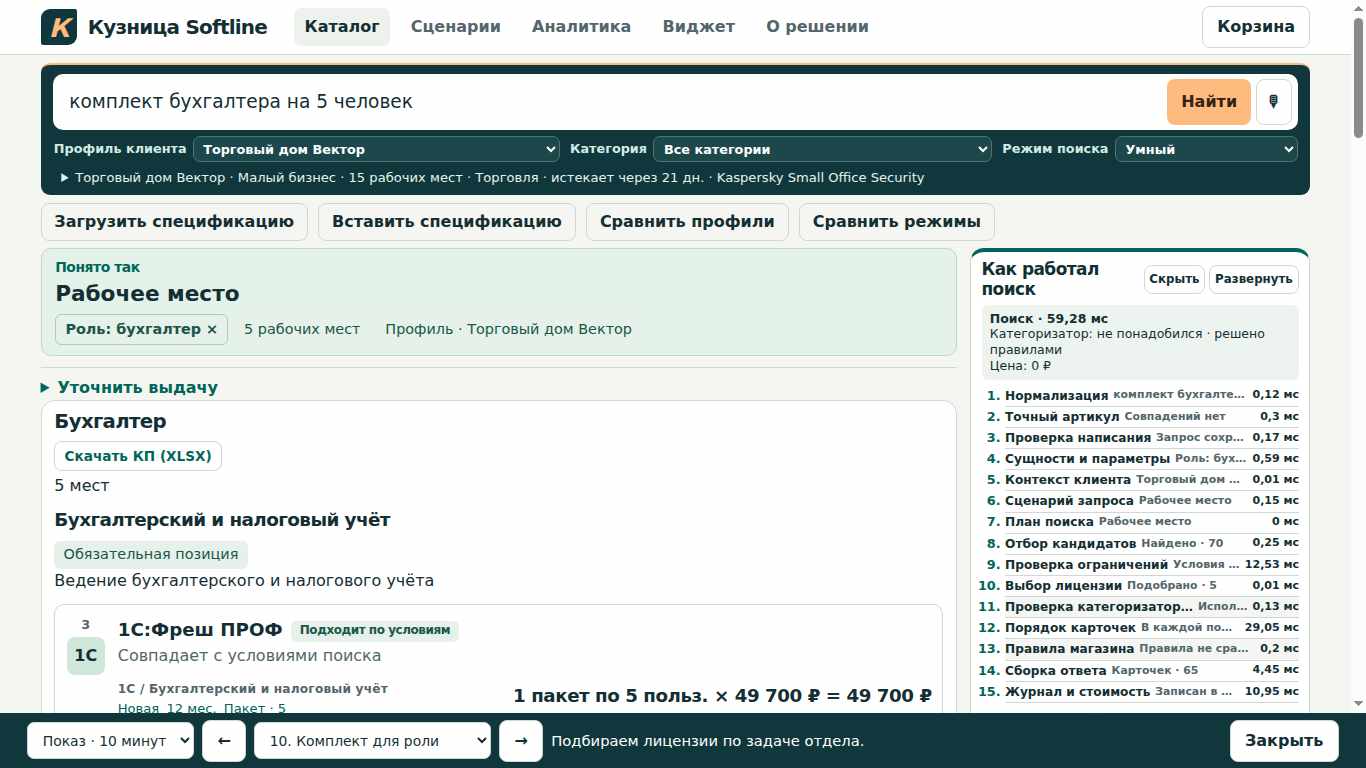 К Кузница Softline Каталог Сценарии Аналитика Виджет О решении Корзина
комплект бухгалтера на 5 человек Найти
Профиль клиента Торговый дом Вектор Категория Все категории Режим поиска Умный
Торговый дом Вектор · Малый бизнес · 15 рабочих мест · Торговля · истекает через 21 дн. · Kaspersky Small Office Security
Загрузить спецификацию Вставить спецификацию Сравнить профили Сравнить режимы
Понято так
Рабочее место
Роль: бухгалтер × 5 рабочих мест Профиль · Торговый дом Вектор
Уточнить выдачу
Бухгалтер
Скачать КП (XLSX)
5 мест
Бухгалтерский и налоговый учёт
Обязательная позиция
Ведение бухгалтерского и налогового учёта
3
1С
1С:Фреш ПРОФ Подходит по условиям
Совпадает с условиями поиска
1С / Бухгалтерский и налоговый учёт
1 пакет по 5 польз. × 49 700 ₽ = 49 700 ₽
Новая 12 мес. Пакет · 5
Как работал
поиск
Скрыть Развернуть
Поиск · 59,28 мс
Категоризатор: не понадобился · решено
правилами
Цена: 0 ₽
1. Нормализация комплект бухгалте… 0,12 мс
2. Точный артикул Совпадений нет 0,3 мс
3. Проверка написания Запрос сохр… 0,17 мс
4. Сущности и параметры Роль: бух… 0,59 мс
5. Контекст клиента Торговый дом … 0,01 мс
6. Сценарий запроса Рабочее место 0,15 мс
7. План поиска Рабочее место 0 мс
8. Отбор кандидатов Найдено · 70 0,25 мс
9. Проверка ограничений Условия … 12,53 мс
10. Выбор лицензии Подобрано · 5 0,01 мс
11. Проверка категоризатор… Испол… 0,13 мс
12. Порядок карточек В каждой по… 29,05 мс
13. Правила магазина Правила не сра… 0,2 мс
14. Сборка ответа Карточек · 65 4,45 мс
15. Журнал и стоимость Записан в … 10,95 мс
Показ · 10 минут ← 10. Комплект для роли → Подбираем лицензии по задаче отдела. Закрыть